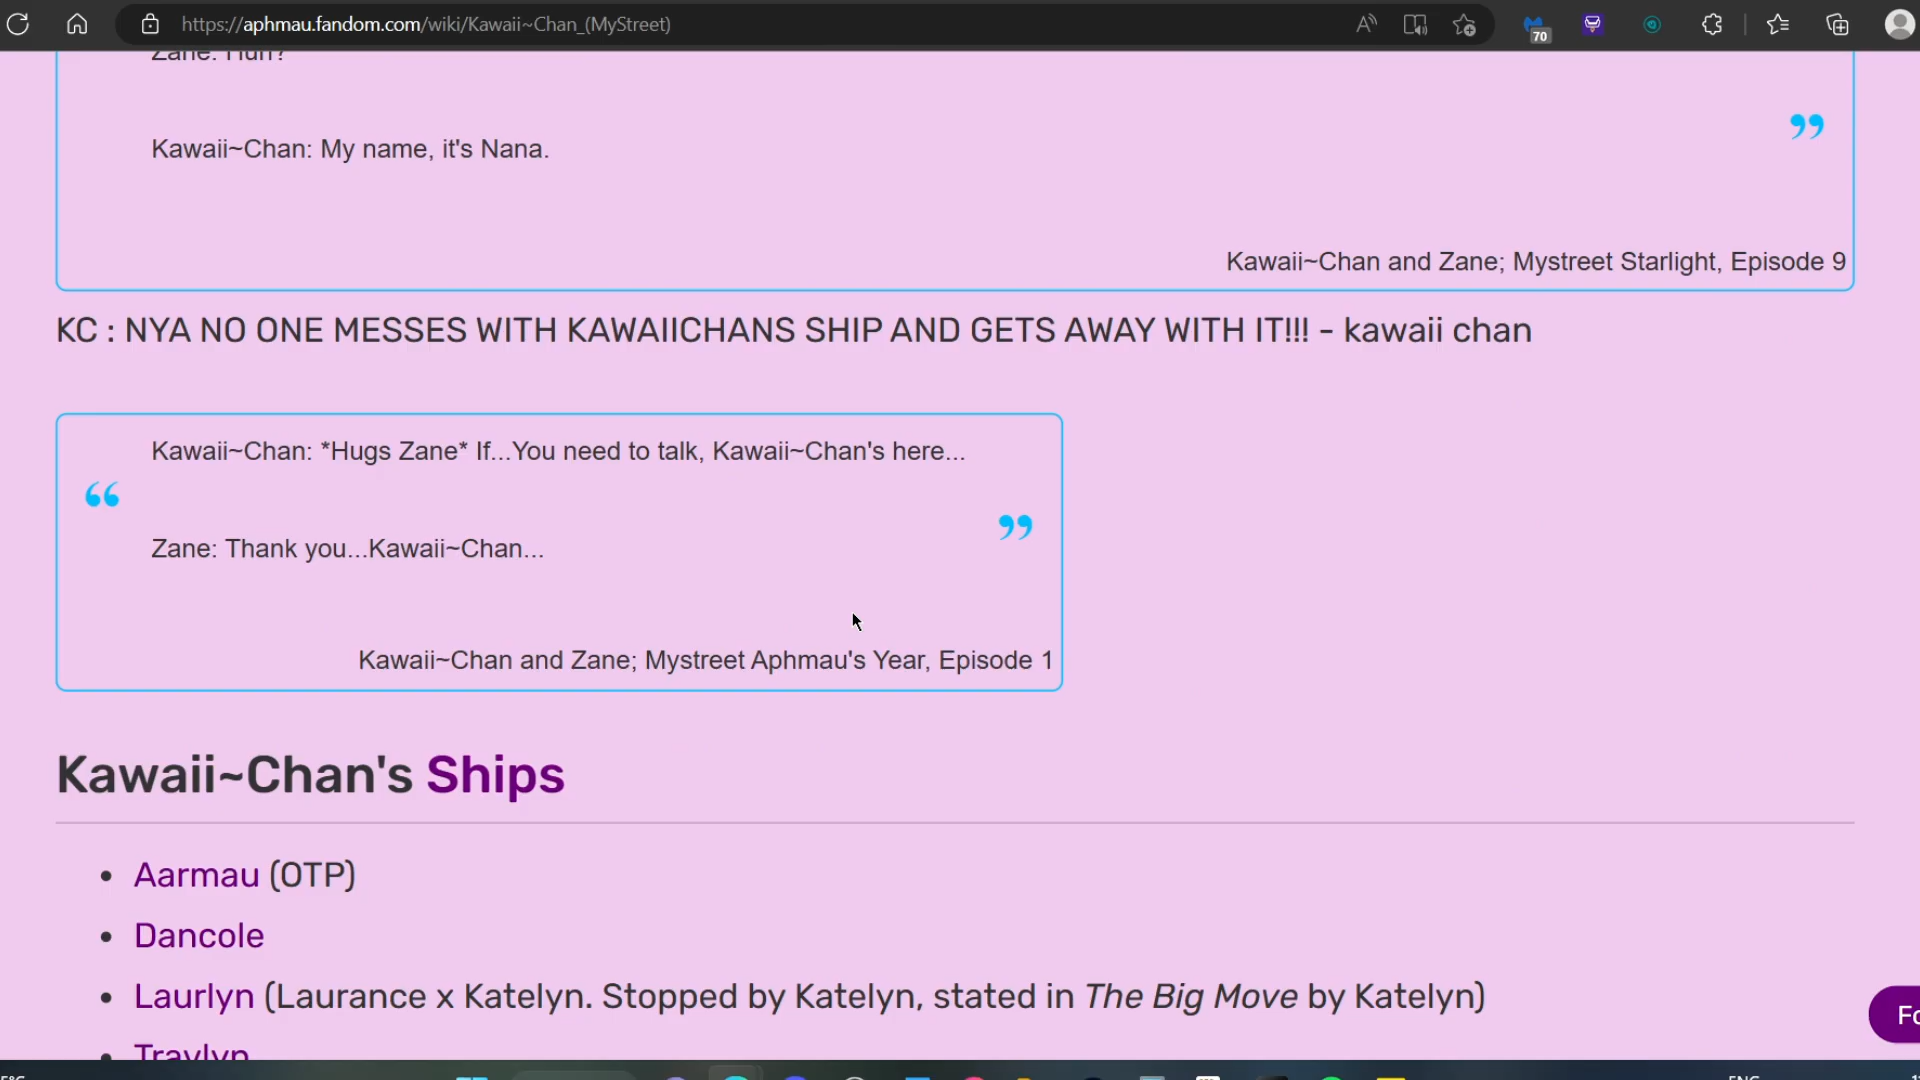 https://aphmau.fandom.com/wiki/Kawaii~Chan_(MyStreet)
70
Zane: Huh?
Kawaii~Chan: My name, it's Nana.
Kawaii~Chan and Zane; Mystreet Starlight, Episode 9
KC : NYA NO ONE MESSES WITH KAWAIICHANS SHIP AND GETS AWAY WITH IT!!! - kawaii chan
Kawaii~Chan: *Hugs Zane* If...You need to talk, Kawaii~Chan's here...
Zane: Thank you...Kawaii~Chan...
Kawaii~Chan and Zane; Mystreet Aphmau's Year, Episode 1
Kawaii~Chan's Ships
• Aarmau (OTP)
• Dancole
• Laurlyn (Laurance x Katelyn. Stopped by Katelyn, stated in The Big Move by Katelyn)
• Travlyn